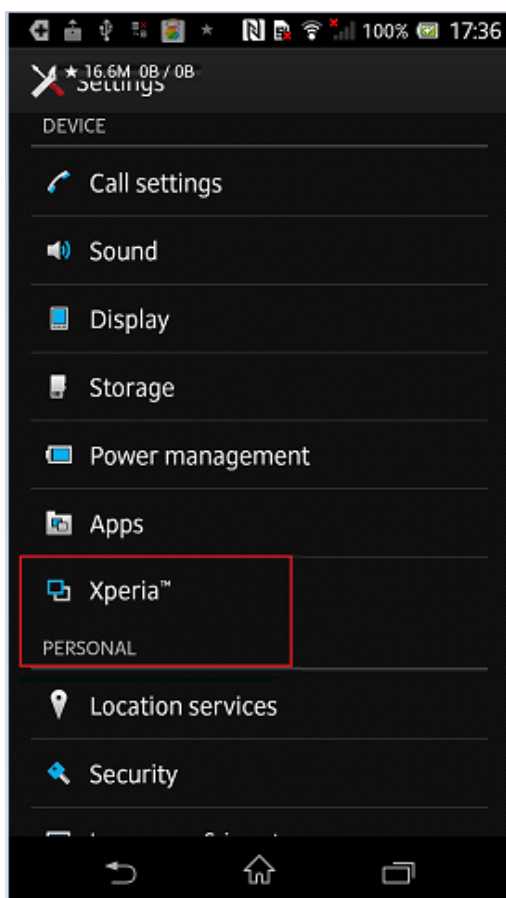 100% 17:36
16.6M 0B / 0B
Settings
DEVICE
Call settings
Sound
Display
Storage
Power management
Apps
Xperia™
PERSONAL
Location services
Security